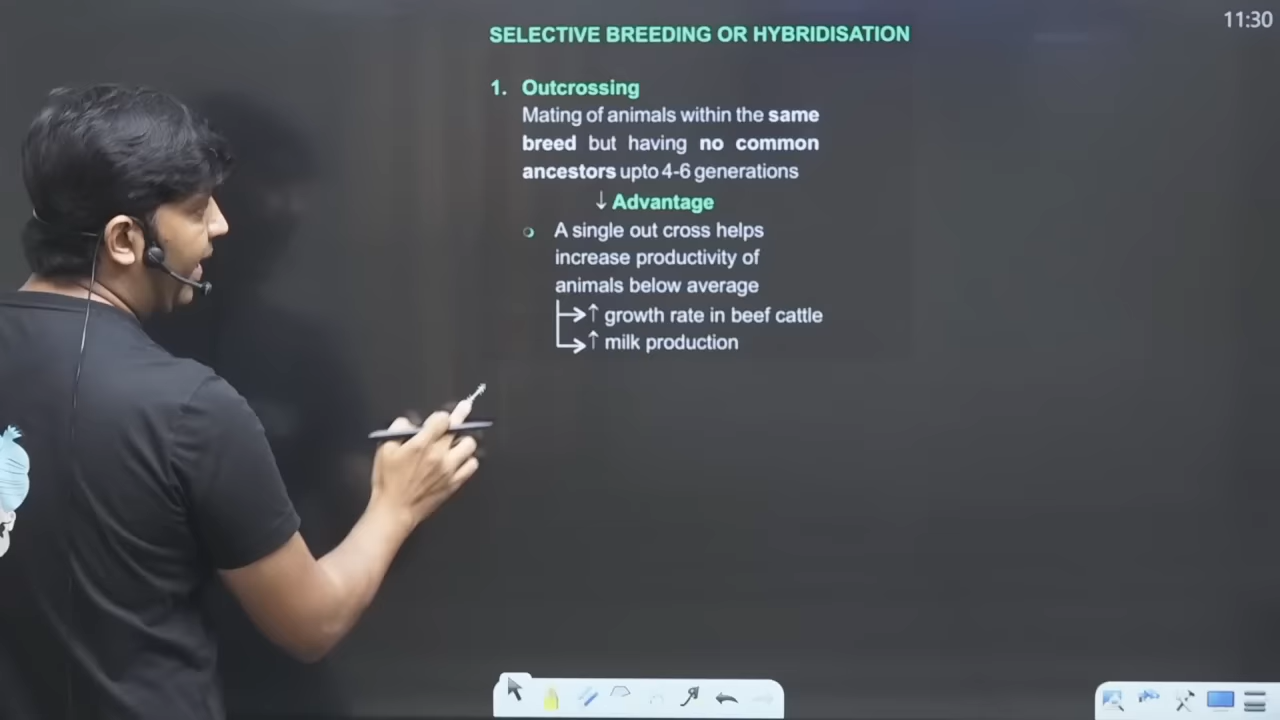 11:30
SELECTIVE BREEDING OR HYBRIDISATION
1. Outcrossing
Mating of animals within the same
breed but having no common
ancestors upto 4-6 generations
↓ Advantage
A single out cross helps
increase productivity of
animals below average
↑ growth rate in beef cattle
↑ milk production